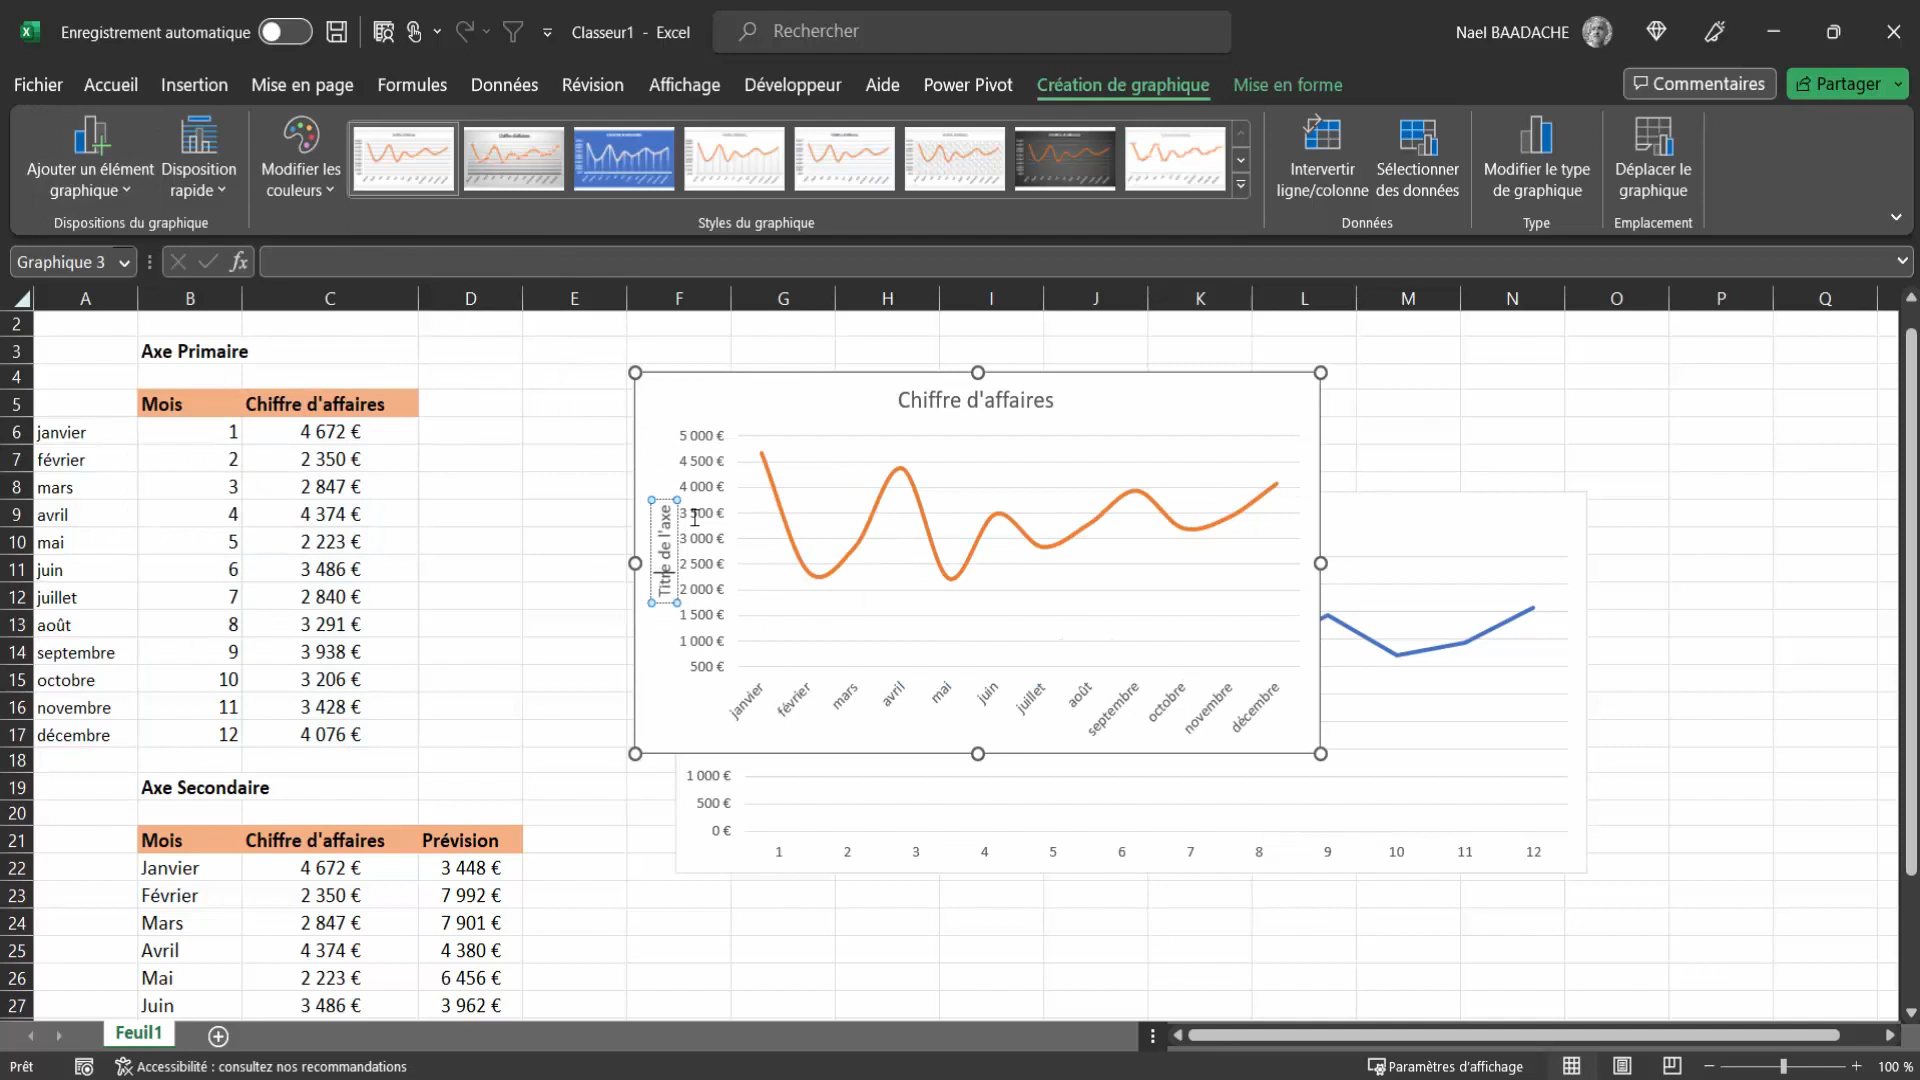 Enregistrement automatique
Classeur1 - Excel
Rechercher
Nael BAADACHE
Fichier Accueil Insertion Mise en page Formules Données Révision Affichage Développeur Aide Power Pivot Création de graphique Mise en forme
Commentaires
Partager
Ajouter un élément graphique
Disposition rapide
Dispositions du graphique
Modifier les couleurs
Styles du graphique
Intervertir ligne/colonne
Sélectionner des données
Données
Modifier le type de graphique
Type
Déplacer le graphique
Emplacement
Graphique 3
fx
A B C D E F G H I J K L M N O P Q
2
3 Axe Primaire
4
5 Mois Chiffre d'affaires
6 janvier 1 4 672 €
7 février 2 2 350 €
8 mars 3 2 847 €
9 avril 4 4 374 €
10 mai 5 2 223 €
11 juin 6 3 486 €
12 juillet 7 2 840 €
13 août 8 3 291 €
14 septembre 9 3 938 €
15 octobre 10 3 206 €
16 novembre 11 3 428 €
17 décembre 12 4 076 €
18
19 Axe Secondaire
20
21 Mois Chiffre d'affaires Prévision
22 Janvier 4 672 € 3 448 €
23 Février 2 350 € 7 992 €
24 Mars 2 847 € 7 901 €
25 Avril 4 374 € 4 380 €
26 Mai 2 223 € 6 456 €
27 Juin 3 486 € 3 962 €
Chiffre d'affaires
Titre de l'axe
5 000 €
4 500 €
4 000 €
3 500 €
3 000 €
2 500 €
2 000 €
1 500 €
1 000 €
500 €
janvier février mars avril mai juin juillet août septembre octobre novembre décembre
1 000 €
500 €
0 €
1 2 3 4 5 6 7 8 9 10 11 12
Feuil1
Prêt
Accessibilité : consultez nos recommandations
Paramètres d'affichage
100 %